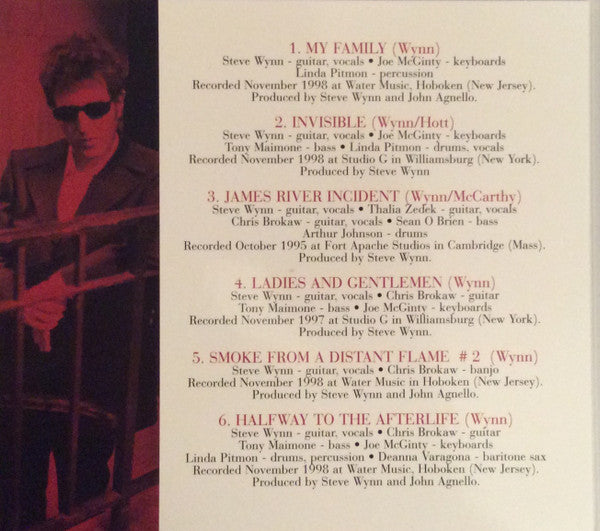 1. MY FAMILY (Wynn)
Steve Wynn - guitar, vocals • Joe McGinty - keyboards
Linda Pitmon - percussion
Recorded November 1998 at Water Music, Hoboken (New Jersey).
Produced by Steve Wynn and John Agnello.
2. INVISIBLE (Wynn/Hott)
Steve Wynn - guitar, vocals • Joe McGinty - keyboards
Tony Maimone - bass • Linda Pitmon - drums, vocals
Recorded November 1998 at Studio G in Williamsburg (New York).
Produced by Steve Wynn
3. JAMES RIVER INCIDENT (Wynn/McCarthy)
Steve Wynn - guitar, vocals • Thalia Zedek - guitar, vocals
Chris Brokaw - guitar, vocals • Sean O Brien - bass
Arthur Johnson - drums
Recorded October 1995 at Fort Apache Studios in Cambridge (Mass).
Produced by Steve Wynn.
4. LADIES AND GENTLEMEN (Wynn)
Steve Wynn - guitar, vocals • Chris Brokaw - guitar
Tony Maimone - bass • Joe McGinty - keyboards
Recorded November 1997 at Studio G in Williamsburg (New York).
Produced by Steve Wynn.
5. SMOKE FROM A DISTANT FLAME # 2 (Wynn)
Steve Wynn - guitar, vocals • Chris Brokaw - banjo
Recorded November 1998 at Water Music in Hoboken (New Jersey).
Produced by Steve Wynn and John Agnello.
6. HALFWAY TO THE AFTERLIFE (Wynn)
Steve Wynn - guitar, vocals • Chris Brokaw - guitar
Tony Maimone - bass • Joe McGinty - keyboards
Linda Pitmon - drums, percussion • Deanna Varagona - baritone sax
Recorded November 1998 at Water Music, Hoboken (New Jersey).
Produced by Steve Wynn and John Agnello.